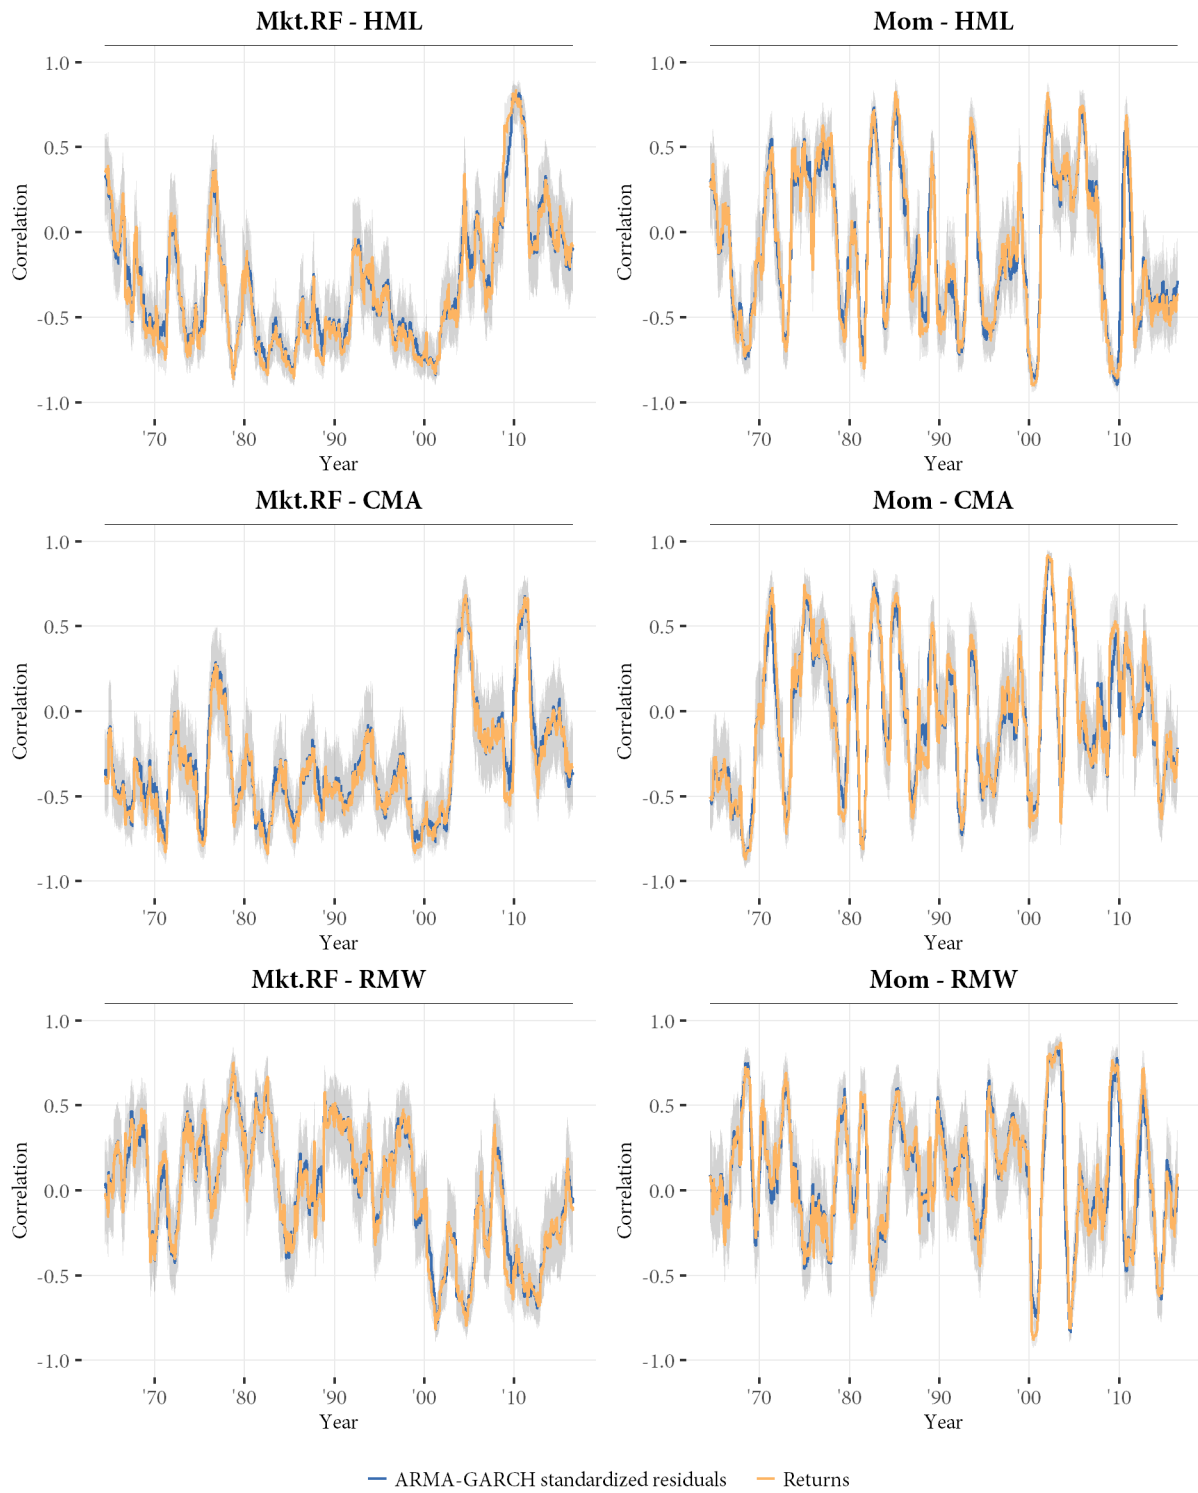 Mkt.RF - HML
Mom - HML
1.0
0.5
0.0
-0.5
-1.0
Correlation
'70 '80 '90 '00 '10
Year
1.0
0.5
0.0
-0.5
-1.0
Correlation
'70 '80 '90 '00 '10
Year
Mkt.RF - CMA
Mom - CMA
1.0
0.5
0.0
-0.5
-1.0
Correlation
'70 '80 '90 '00 '10
Year
1.0
0.5
0.0
-0.5
-1.0
Correlation
'70 '80 '90 '00 '10
Year
Mkt.RF - RMW
Mom - RMW
1.0
0.5
0.0
-0.5
-1.0
Correlation
'70 '80 '90 '00 '10
Year
1.0
0.5
0.0
-0.5
-1.0
Correlation
'70 '80 '90 '00 '10
Year
ARMA-GARCH standardized residuals Returns